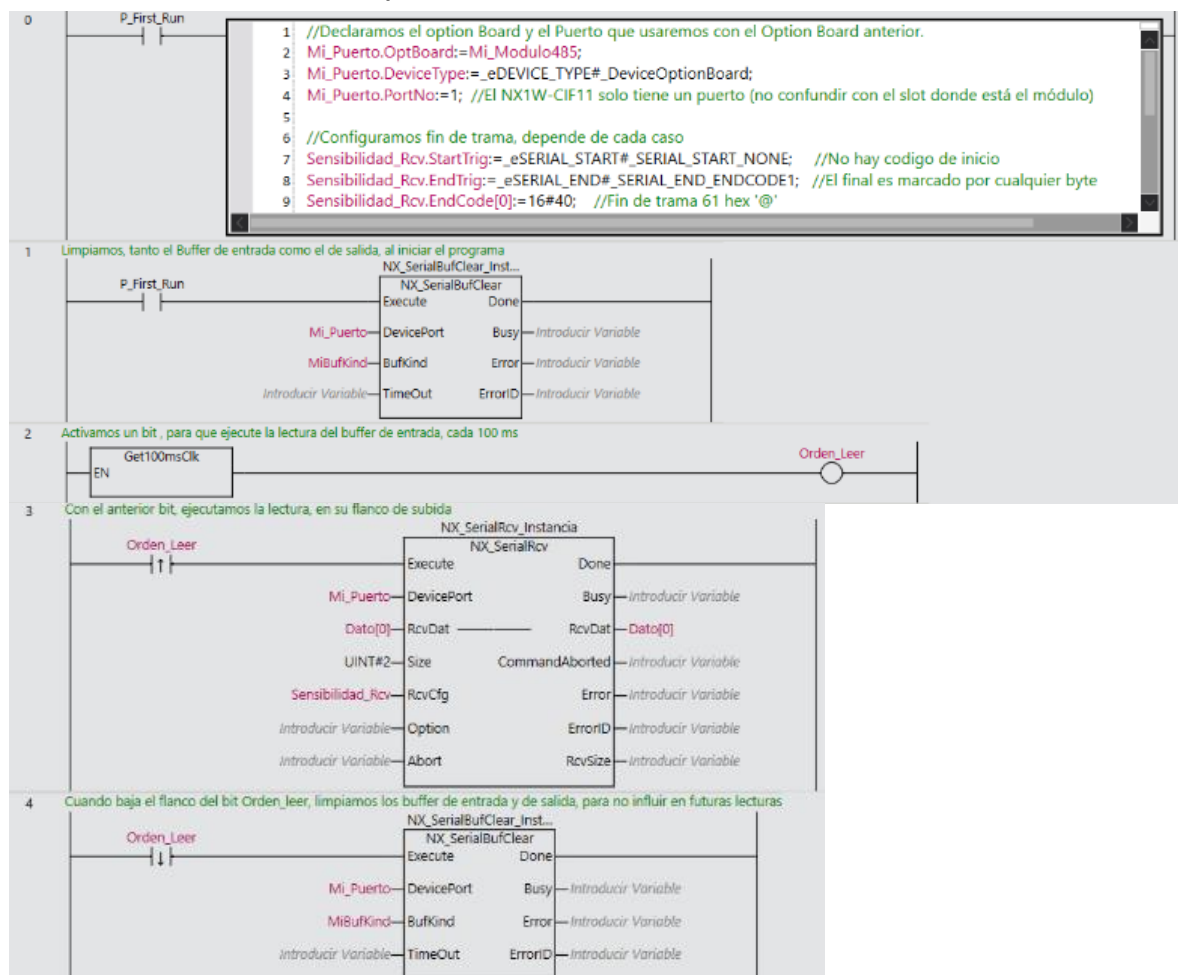 0
P_First_Run
1 //Declaramos el option Board y el Puerto que usaremos con el Option Board anterior.
2 Mi_Puerto.OptBoard:=Mi_Modulo485;
3 Mi_Puerto.DeviceType:=_eDEVICE_TYPE#_DeviceOptionBoard;
4 Mi_Puerto.PortNo:=1; //El NX1W-CIF11 solo tiene un puerto (no confundir con el slot donde está el módulo)
5
6 //Configuramos fin de trama, depende de cada caso
7 Sensibilidad_Rcv.StartTrig:=_eSERIAL_START#_SERIAL_START_NONE; //No hay codigo de inicio
8 Sensibilidad_Rcv.EndTrig:=_eSERIAL_END#_SERIAL_END_ENDCODE1; //El final es marcado por cualquier byte
9 Sensibilidad_Rcv.EndCode[0]:=16#40; //Fin de trama 61 hex '@'
1 Limpiamos, tanto el Buffer de entrada como el de salida, al iniciar el programa
NX_SerialBufClear_Inst...
P_First_Run
NX_SerialBufClear
Execute Done
Mi_Puerto DevicePort Busy Introducir Variable
MiBufKind BufKind Error Introducir Variable
Introducir Variable TimeOut ErrorID Introducir Variable
2 Activamos un bit , para que ejecute la lectura del buffer de entrada, cada 100 ms
Get100msClk
EN
Orden_Leer
3 Con el anterior bit, ejecutamos la lectura, en su flanco de subida
NX_SerialRcv_Instancia
Orden_Leer
NX_SerialRcv
Execute Done
Mi_Puerto DevicePort Busy Introducir Variable
Dato[0] RcvDat RcvDat Dato[0]
UINT#2 Size CommandAborted Introducir Variable
Sensibilidad_Rcv RcvCfg Error Introducir Variable
Introducir Variable Option ErrorID Introducir Variable
Introducir Variable Abort RcvSize Introducir Variable
4 Cuando baja el flanco del bit Orden_leer, limpiamos los buffer de entrada y de salida, para no influir en futuras lecturas
NX_SerialBufClear_Inst...
Orden_Leer
NX_SerialBufClear
Execute Done
Mi_Puerto DevicePort Busy Introducir Variable
MiBufKind BufKind Error Introducir Variable
Introducir Variable TimeOut ErrorID Introducir Variable